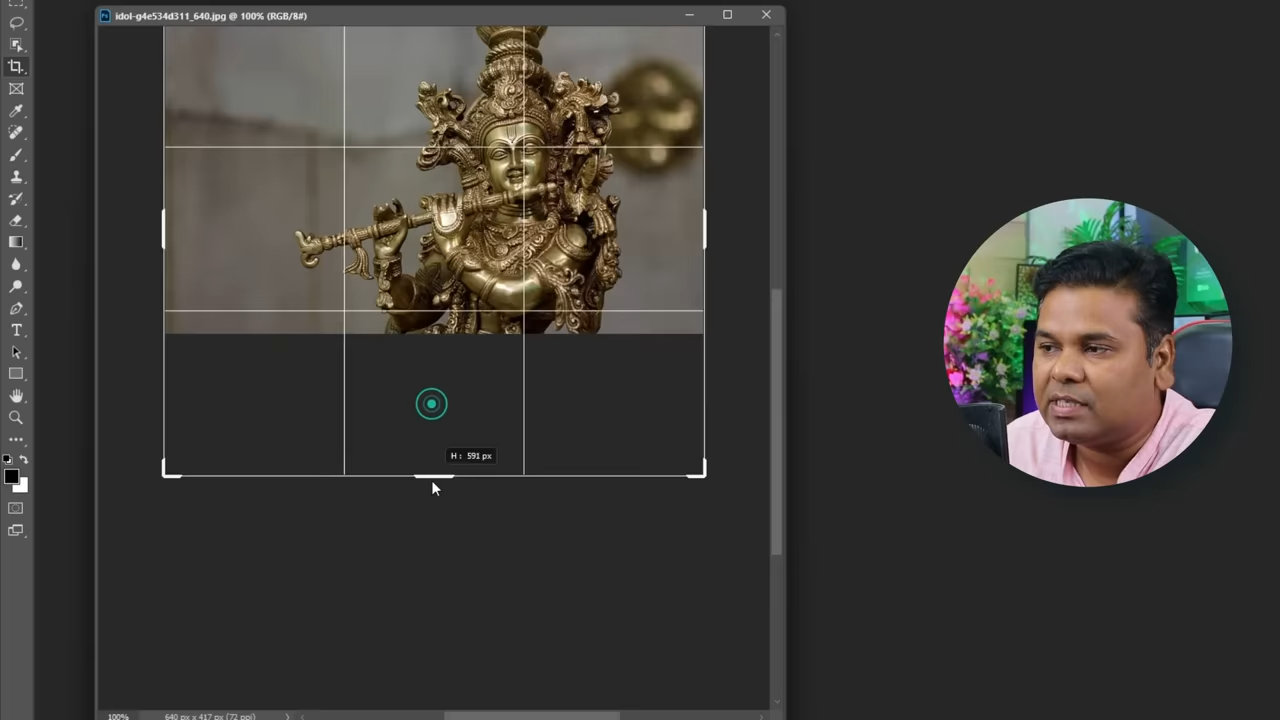 idol-g4e534d311_640.jpg @ 100% (RGB/8#)
H: 591 px
100%
640 px x 417 px (72 ppi)